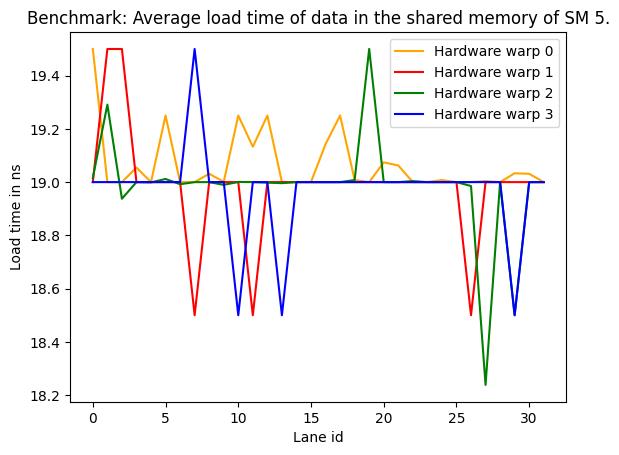 Benchmark: Average load time of data in the shared memory of SM 5.
Hardware warp 0
Hardware warp 1
Hardware warp 2
Hardware warp 3
Load time in ns
19.4
19.2
19.0
18.8
18.6
18.4
18.2
0 5 10 15 20 25 30
Lane id